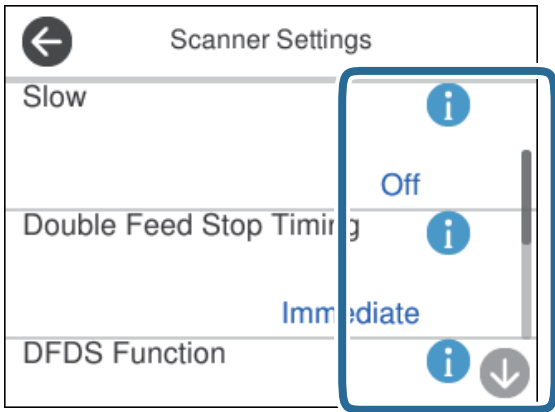 Scanner Settings
Slow
i
Off
Double Feed Stop Timing
i
Immediate
DFDS Function
i